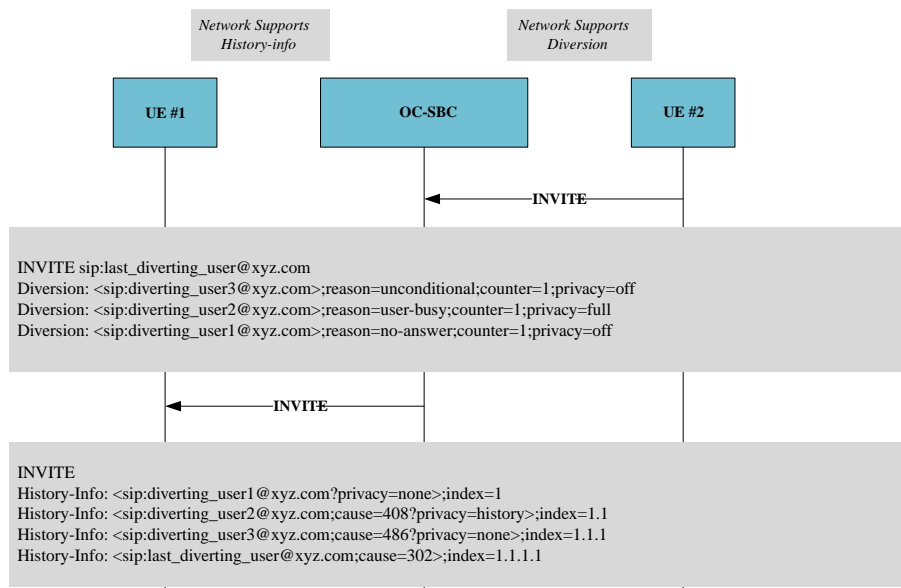 Network Supports
History-info
Network Supports
Diversion
UE #1
OC-SBC
UE #2
INVITE
INVITE sip:last_diverting_user@xyz.com
Diversion: <sip:diverting_user3@xyz.com>;reason=unconditional;counter=1;privacy=off
Diversion: <sip:diverting_user2@xyz.com>;reason=user-busy;counter=1;privacy=full
Diversion: <sip:diverting_user1@xyz.com>;reason=no-answer;counter=1;privacy=off
INVITE
INVITE
History-Info: <sip:diverting_user1@xyz.com?privacy=none>;index=1
History-Info: <sip:diverting_user2@xyz.com;cause=408?privacy=history>;index=1.1
History-Info: <sip:diverting_user3@xyz.com;cause=486?privacy=none>;index=1.1.1
History-Info: <sip:last_diverting_user@xyz.com;cause=302>;index=1.1.1.1